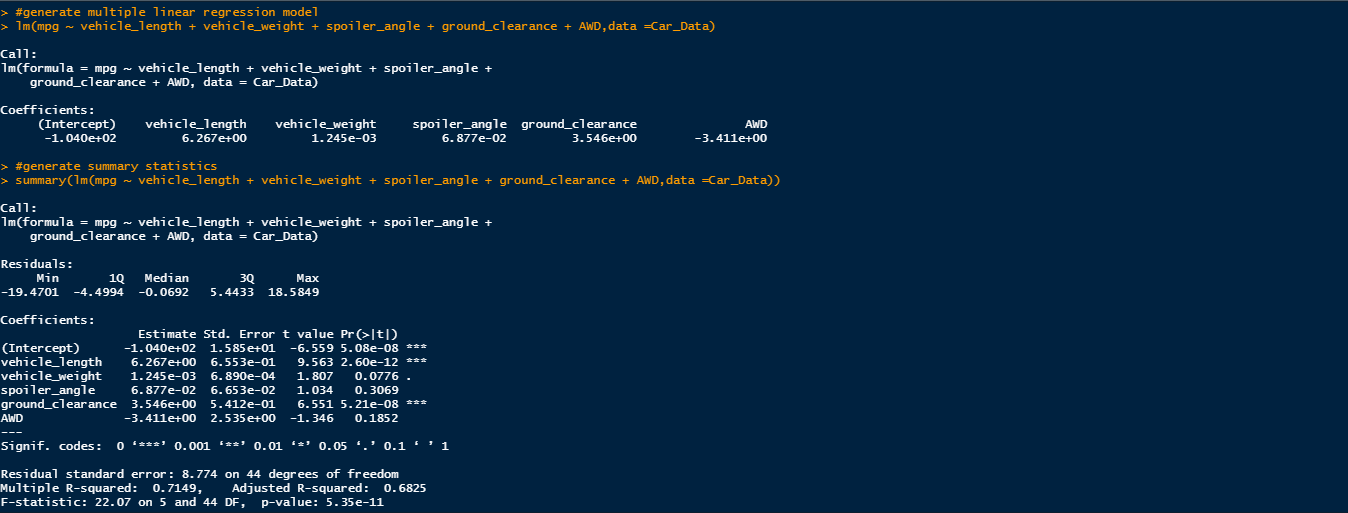 > #generate multiple linear regression model
> lm(mpg ~ vehicle_length + vehicle_weight + spoiler_angle + ground_clearance + AWD,data =Car_Data)
Call:
lm(formula = mpg ~ vehicle_length + vehicle_weight + spoiler_angle +
    ground_clearance + AWD, data = Car_Data)
Coefficients:
     (Intercept)    vehicle_length    vehicle_weight     spoiler_angle  ground_clearance               AWD
      -1.040e+02         6.267e+00         1.245e-03         6.877e-02         3.546e+00        -3.411e+00
> #generate summary statistics
> summary(lm(mpg ~ vehicle_length + vehicle_weight + spoiler_angle + ground_clearance + AWD,data =Car_Data))
Call:
lm(formula = mpg ~ vehicle_length + vehicle_weight + spoiler_angle +
    ground_clearance + AWD, data = Car_Data)
Residuals:
     Min       1Q   Median       3Q      Max
-19.4701  -4.4994  -0.0692   5.4433  18.5849
Coefficients:
                   Estimate Std. Error t value Pr(>|t|)
(Intercept)      -1.040e+02  1.585e+01  -6.559 5.08e-08 ***
vehicle_length    6.267e+00  6.553e-01   9.563 2.60e-12 ***
vehicle_weight    1.245e-03  6.890e-04   1.807   0.0776 .
spoiler_angle     6.877e-02  6.653e-02   1.034   0.3069
ground_clearance  3.546e+00  5.412e-01   6.551 5.21e-08 ***
AWD              -3.411e+00  2.535e+00  -1.346   0.1852
---
Signif. codes:  0 ‘***’ 0.001 ‘**’ 0.01 ‘*’ 0.05 ‘.’ 0.1 ‘ ’ 1
Residual standard error: 8.774 on 44 degrees of freedom
Multiple R-squared:  0.7149,    Adjusted R-squared:  0.6825
F-statistic: 22.07 on 5 and 44 DF,  p-value: 5.35e-11